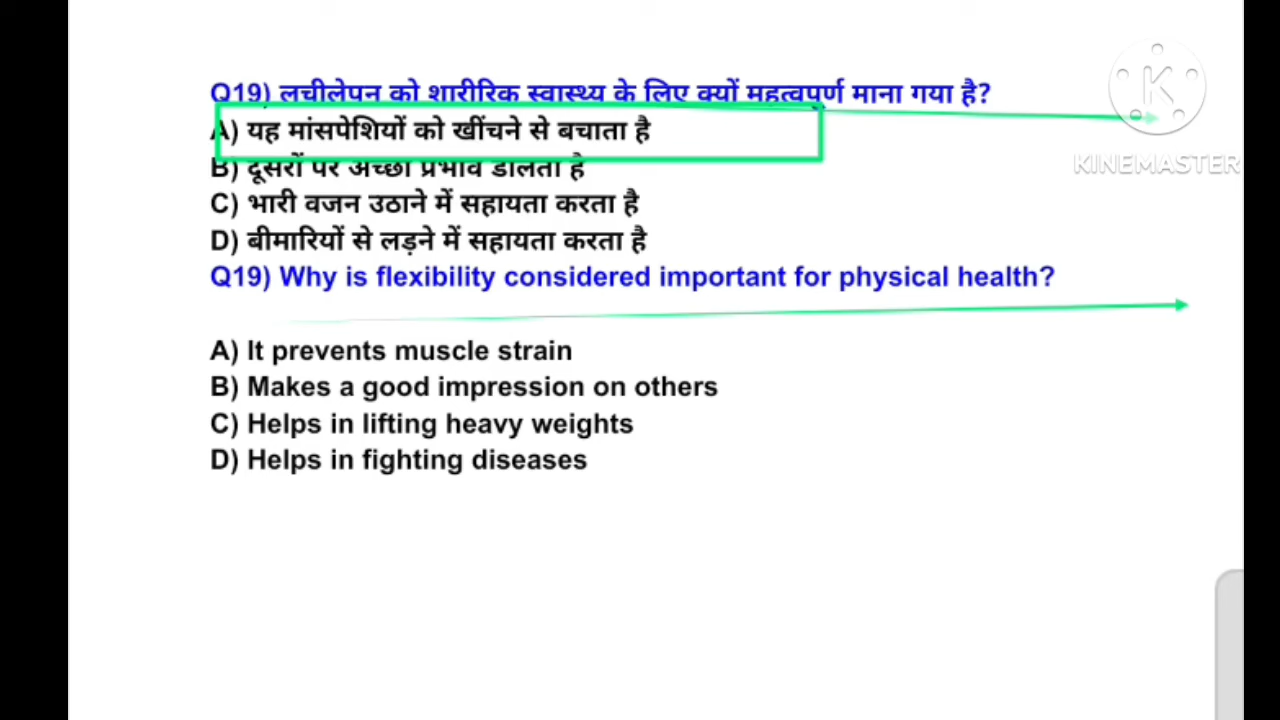 Q19) लचीलेपन को शारीरिक स्वास्थ्य के लिए क्यों महत्वपूर्ण माना गया है?
A) यह मांसपेशियों को खींचने से बचाता है
B) दूसरों पर अच्छा प्रभाव डालता है
C) भारी वजन उठाने में सहायता करता है
D) बीमारियों से लड़ने में सहायता करता है
Q19) Why is flexibility considered important for physical health?
A) It prevents muscle strain
B) Makes a good impression on others
C) Helps in lifting heavy weights
D) Helps in fighting diseases
K
KINEMASTER